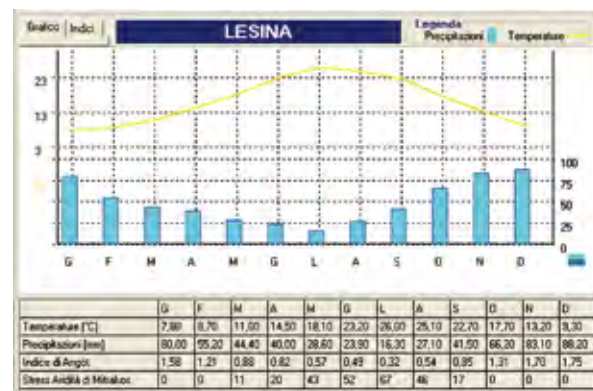 Grafico Indici LESINA Legenda
Precipitazioni Temperature
23
13
3
100
75
50
25
0
G F M A M G L A S O N D mm
G F M A M G L A S O N D
Temperature [°C] 7,80 8,70 11,00 14,50 18,10 23,20 26,00 25,10 22,70 17,70 13,20 9,30
Precipitazioni [mm] 80,00 55,20 44,40 40,00 28,60 23,90 16,30 27,10 41,50 66,20 83,10 88,20
Indice di Angot 1,58 1,21 0,88 0,82 0,57 0,49 0,32 0,54 0,85 1,31 1,70 1,75
Stress Aridità di Mitrakos 0 0 11 20 43 52 67 46 17 0 0 0